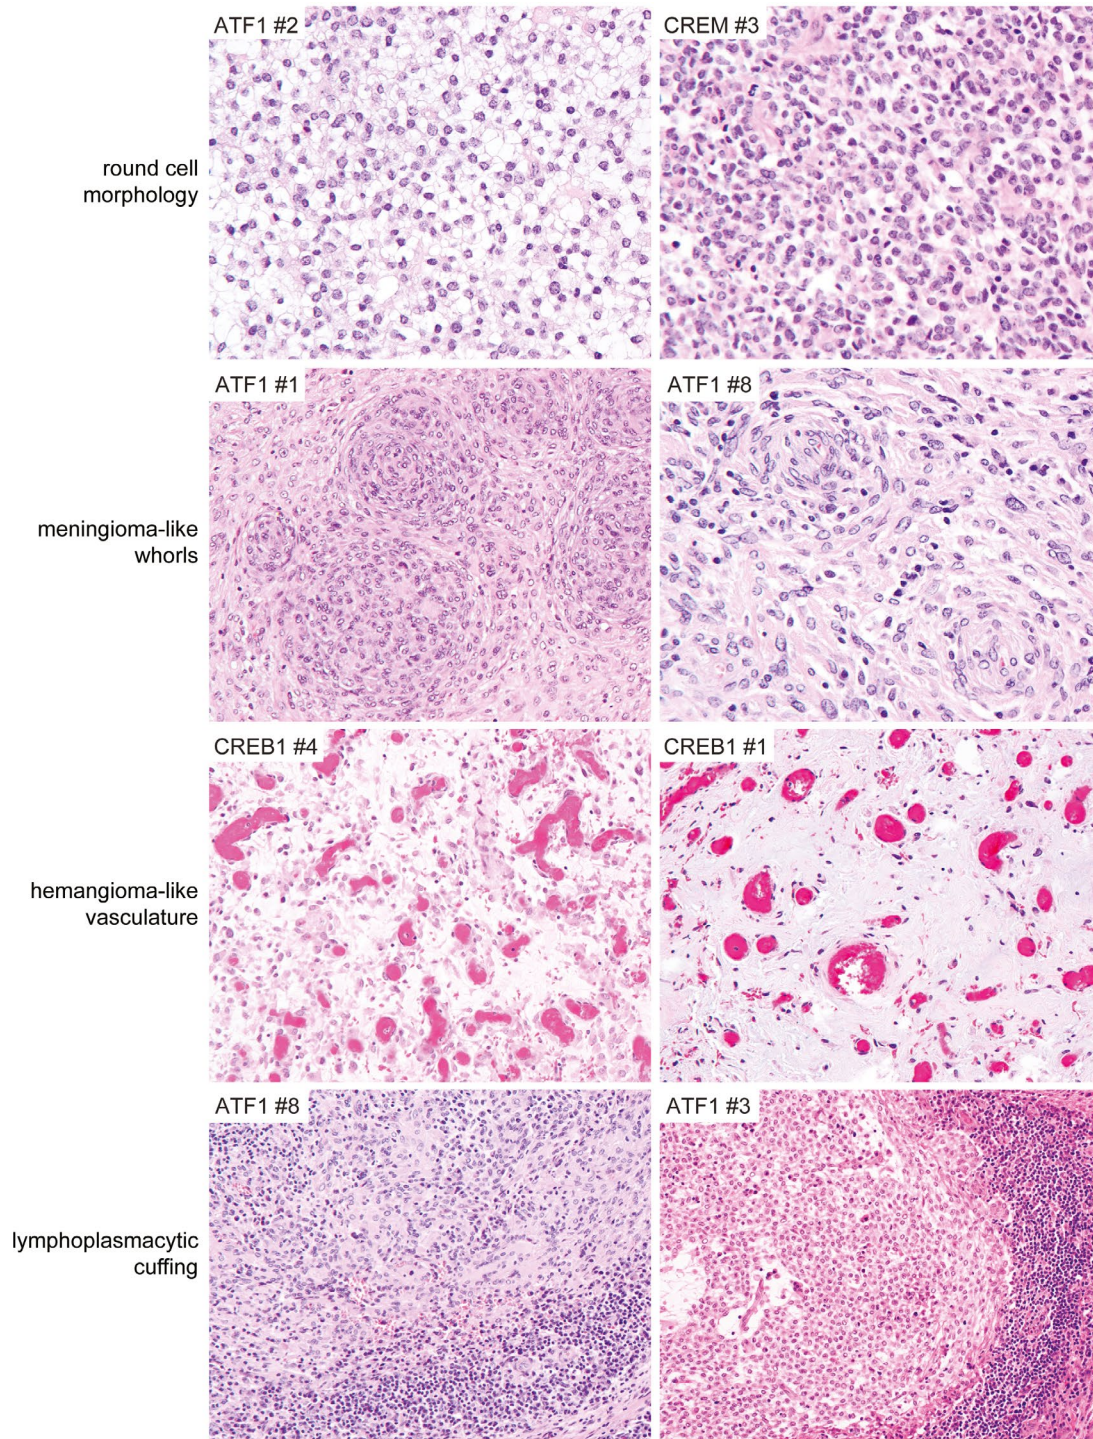 ATF1 #2
CREM #3
round cell
morphology
ATF1 #1
ATF1 #8
meningioma-like
whorls
CREB1 #4
CREB1 #1
hemangioma-like
vasculature
ATF1 #8
ATF1 #3
lymphoplasmacytic
cuffing